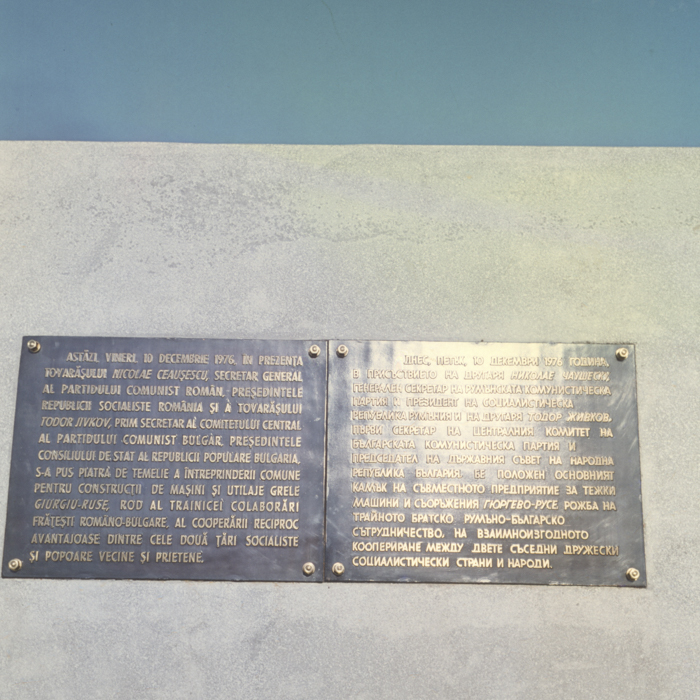 ASTĂZI, VINERI, 10 DECEMBRIE 1976, IN PREZENȚA
TOVARĂȘULUI NICOLAE CEAUȘESCU, SECRETAR GENERAL
AL PARTIDULUI COMUNIST ROMÂN, PREȘEDINTELE
REPUBLICII SOCIALISTE ROMÂNIA ȘI A TOVARĂȘULUI
TODOR JIVKOV, PRIM SECRETAR AL COMITETULUI CENTRAL
AL PARTIDULUI COMUNIST BULGAR, PREȘEDINTELE
CONSILIULUI DE STAT AL REPUBLICII POPULARE BULGARIA,
S-A PUS PIATRĂ DE TEMELIE A ÎNTREPRINDERII COMUNE
PENTRU CONSTRUCȚII DE MAȘINI ȘI UTILAJE GRELE
GIURGIU-RUSE, ROD AL TRAINICEI COLABORĂRI
FRĂȚEȘTI ROMÂNO-BULGARE, AL COOPERĂRII RECIPROC
AVANTAJOASE DINTRE CELE DOUĂ ȚĂRI SOCIALISTE
ȘI POPOARE VECINE ȘI PRIETENE.
ДНЕС, ПЕТЪК, 10 ДЕКЕМВРИ 1976 ГОДИНА,
В ПРИСЪСТВИЕТО НА ДРУГАРЯ НИКОЛАЕ ЧАУШЕСКУ,
ГЕНЕРАЛЕН СЕКРЕТАР НА РУМЪНСКАТА КОМУНИСТИЧЕСКА
ПАРТИЯ И ПРЕЗИДЕНТ НА СОЦИАЛИСТИЧЕСКА
РЕПУБЛИКА РУМЪНИЯ И НА ДРУГАРЯ ТОДОР ЖИВКОВ,
ПЪРВИ СЕКРЕТАР НА ЦЕНТРАЛНИЯ КОМИТЕТ НА
БЪЛГАРСКАТА КОМУНИСТИЧЕСКА ПАРТИЯ И
ПРЕДСЕДАТЕЛ НА ДЪРЖАВНИЯ СЪВЕТ НА НАРОДНА
РЕПУБЛИКА БЪЛГАРИЯ БЕ ПОЛОЖЕН ОСНОВНИЯТ
КАМЪК НА СЪВМЕСТНОТО ПРЕДПРИЯТИЕ ЗА ТЕЖКИ
МАШИНИ И СЪОРЪЖЕНИЯ ГЮРГЕВО-РУСЕ, РОЖБА НА
ТРАЙНОТО БРАТСКО РУМЪНО-БЪЛГАРСКО
СЪТРУДНИЧЕСТВО, НА ВЗАИМНОИЗГОДНОТО
КООПЕРИРАНЕ МЕЖДУ ДВЕТЕ СЪСЕДНИ ДРУЖЕСКИ
СОЦИАЛИСТИЧЕСКИ СТРАНИ И НАРОДИ.